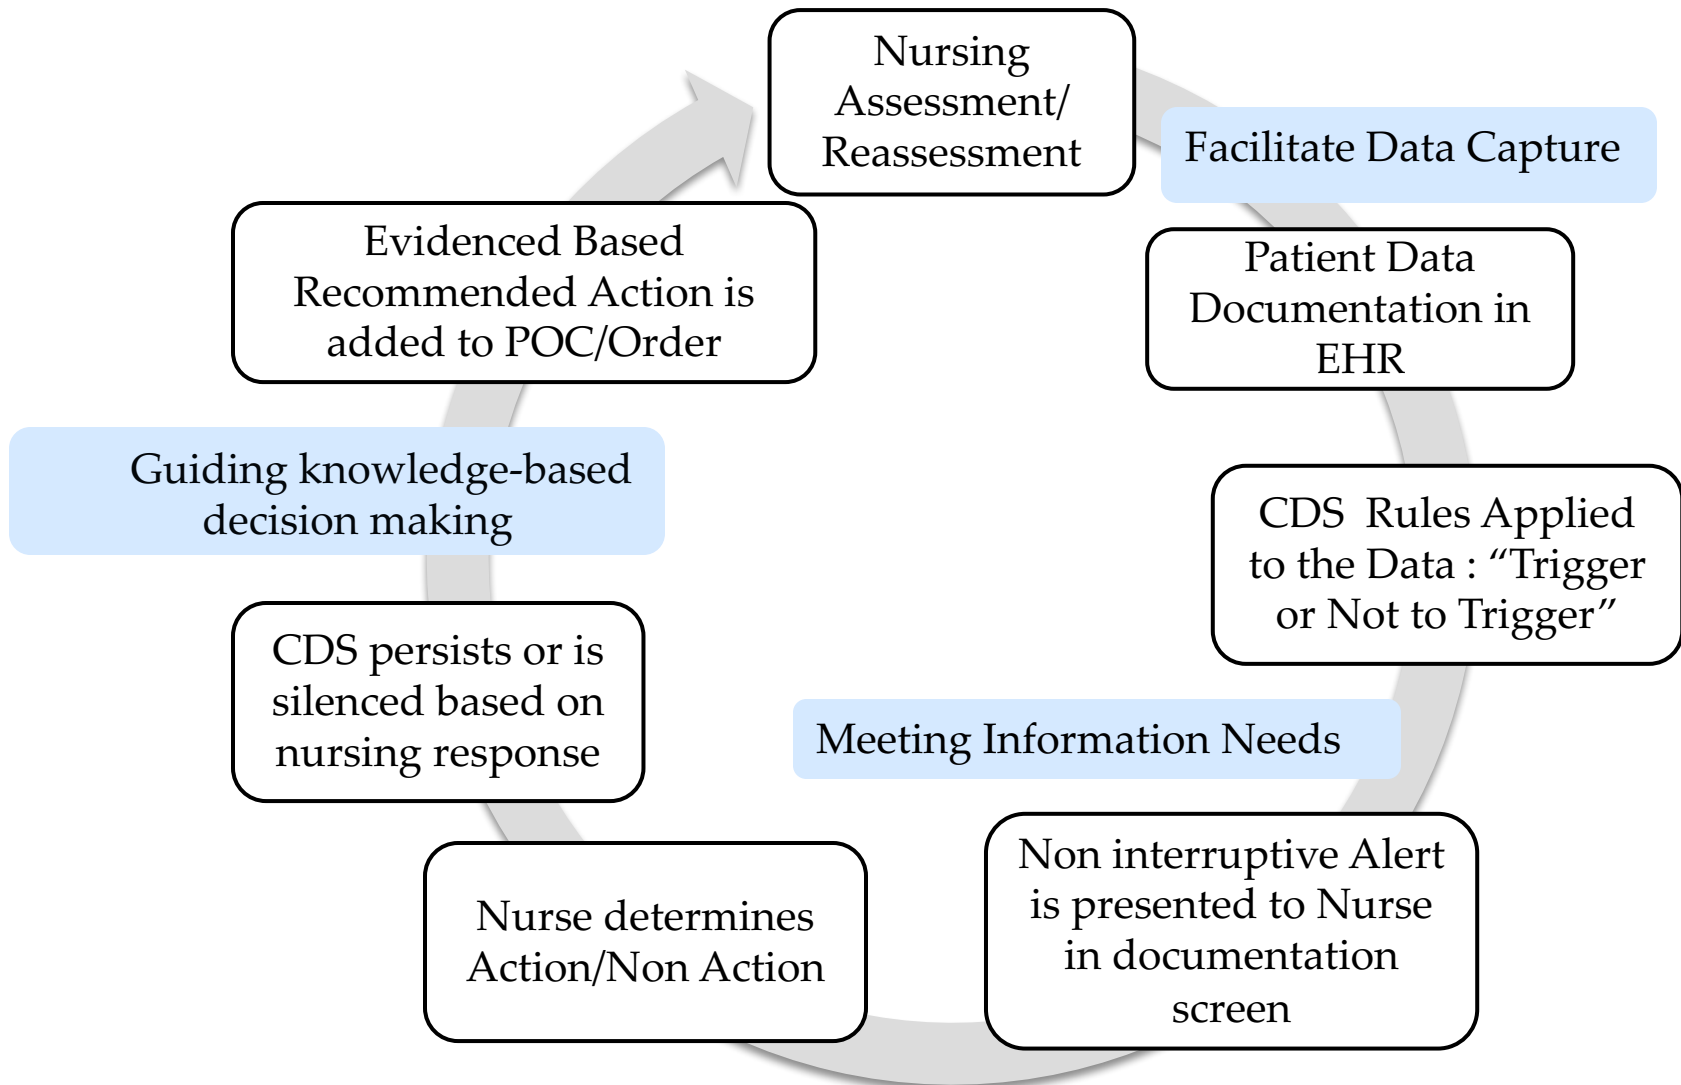 Nursing
Assessment/
Reassessment
Facilitate Data Capture
Patient Data
Documentation in
EHR
CDS  Rules Applied
to the Data : “Trigger
or Not to Trigger”
Meeting Information Needs
Non interruptive Alert
is presented to Nurse
in documentation
screen
Nurse determines
Action/Non Action
CDS persists or is
silenced based on
nursing response
Guiding knowledge-based
decision making
Evidenced Based
Recommended Action is
added to POC/Order